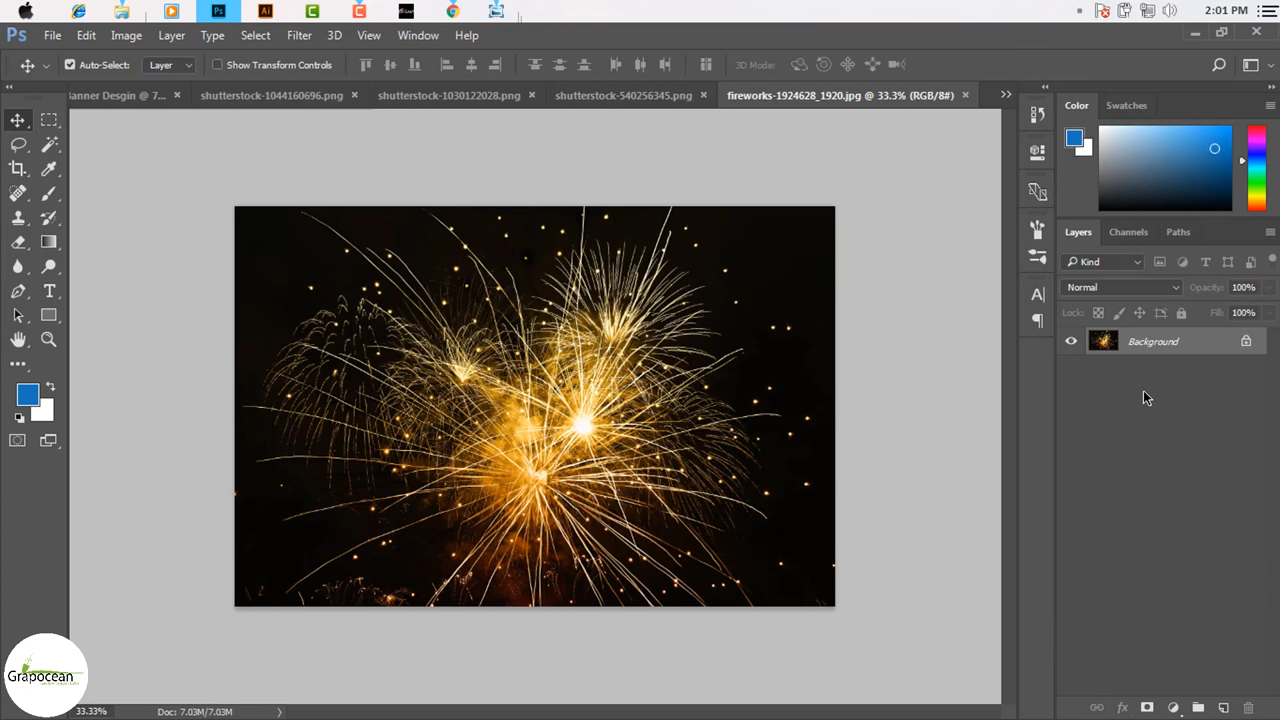 2:01 PM
Ps File Edit Image Layer Type Select Filter 3D View Window Help
Auto-Select: Layer Show Transform Controls 3D Mode:
anner Desgin @ 7... × shutterstock-1044160696.png × shutterstock-1030122028.png × shutterstock-540256345.png × fireworks-1924628_1920.jpg @ 33.3% (RGB/8#) ×
Color Swatches
Layers Channels Paths
Kind
Normal Opacity: 100%
Lock: Fill: 100%
Background
Grapocean
33.33% Doc: 7.03M/7.03M